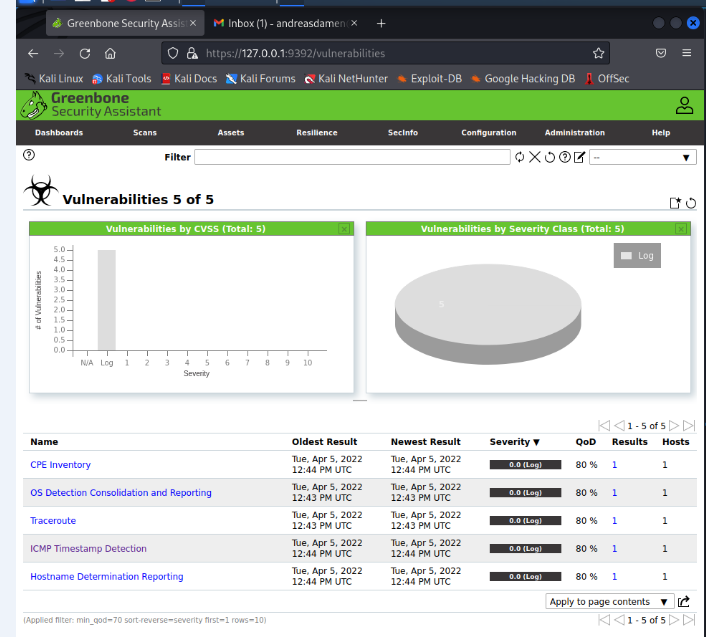 Greenbone Security Assis
Inbox (1) - andreasdamen
https://127.0.0.1:9392/vulnerabilities
Kali Linux Kali Tools Kali Docs Kali Forums Kali NetHunter Exploit-DB Google Hacking DB OffSec
Greenbone
Security Assistant
Dashboards Scans Assets Resilience SecInfo Configuration Administration Help
Filter --
Vulnerabilities 5 of 5
Vulnerabilities by CVSS (Total: 5)
5.0
4.5
4.0
3.5
3.0
2.5
2.0
1.5
1.0
0.5
0.0
# of Vulnerabilities
N/A Log 1 2 3 4 5 6 7 8 9 10
Severity
Vulnerabilities by Severity Class (Total: 5)
Log
5
1 - 5 of 5
Name Oldest Result Newest Result Severity ▼ QoD Results Hosts
CPE Inventory Tue, Apr 5, 2022 Tue, Apr 5, 2022 0.0 (Log) 80 % 1 1
12:44 PM UTC 12:44 PM UTC
OS Detection Consolidation and Reporting Tue, Apr 5, 2022 Tue, Apr 5, 2022 0.0 (Log) 80 % 1 1
12:43 PM UTC 12:43 PM UTC
Traceroute Tue, Apr 5, 2022 Tue, Apr 5, 2022 0.0 (Log) 80 % 1 1
12:43 PM UTC 12:43 PM UTC
ICMP Timestamp Detection Tue, Apr 5, 2022 Tue, Apr 5, 2022 0.0 (Log) 80 % 1 1
12:44 PM UTC 12:44 PM UTC
Hostname Determination Reporting Tue, Apr 5, 2022 Tue, Apr 5, 2022 0.0 (Log) 80 % 1 1
12:44 PM UTC 12:44 PM UTC
Apply to page contents ▼
(Applied filter: min_qod=70 sort-reverse=severity first=1 rows=10) 1 - 5 of 5